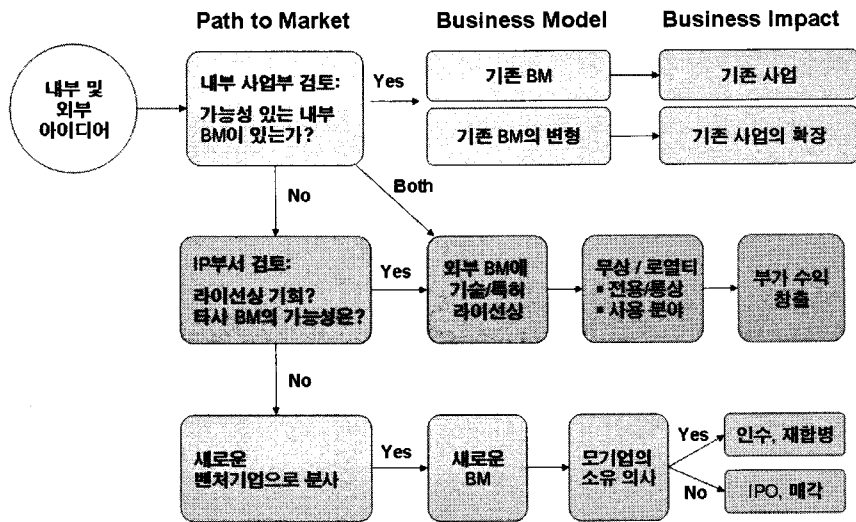 Path to Market
Business Model
Business Impact
내부 및
외부
아이디어
내부 사업부 검토:
가능성 있는 내부
BM이 있는가?
Yes
기존 BM
기존 사업
기존 BM의 변형
기존 사업의 확장
No
Both
IP부서 검토:
라이선싱 기회?
타사 BM의 가능성은?
Yes
외부 BM에
기술/특허
라이선싱
무상 / 로열티
▪ 전용/통상
▪ 사용 분야
부가 수익
창출
No
새로운
벤처기업으로 분사
Yes
새로운
BM
모기업의
소유 의사
Yes
인수, 재합병
No
IPO, 매각